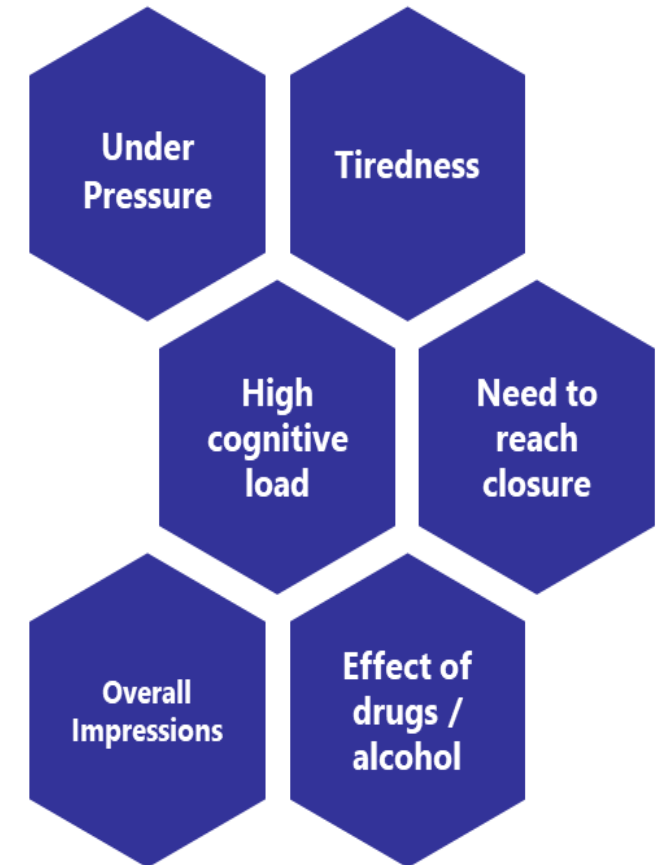 Under
Pressure
Tiredness
High
cognitive
load
Need to
reach
closure
Overall
Impressions
Effect of
drugs /
alcohol